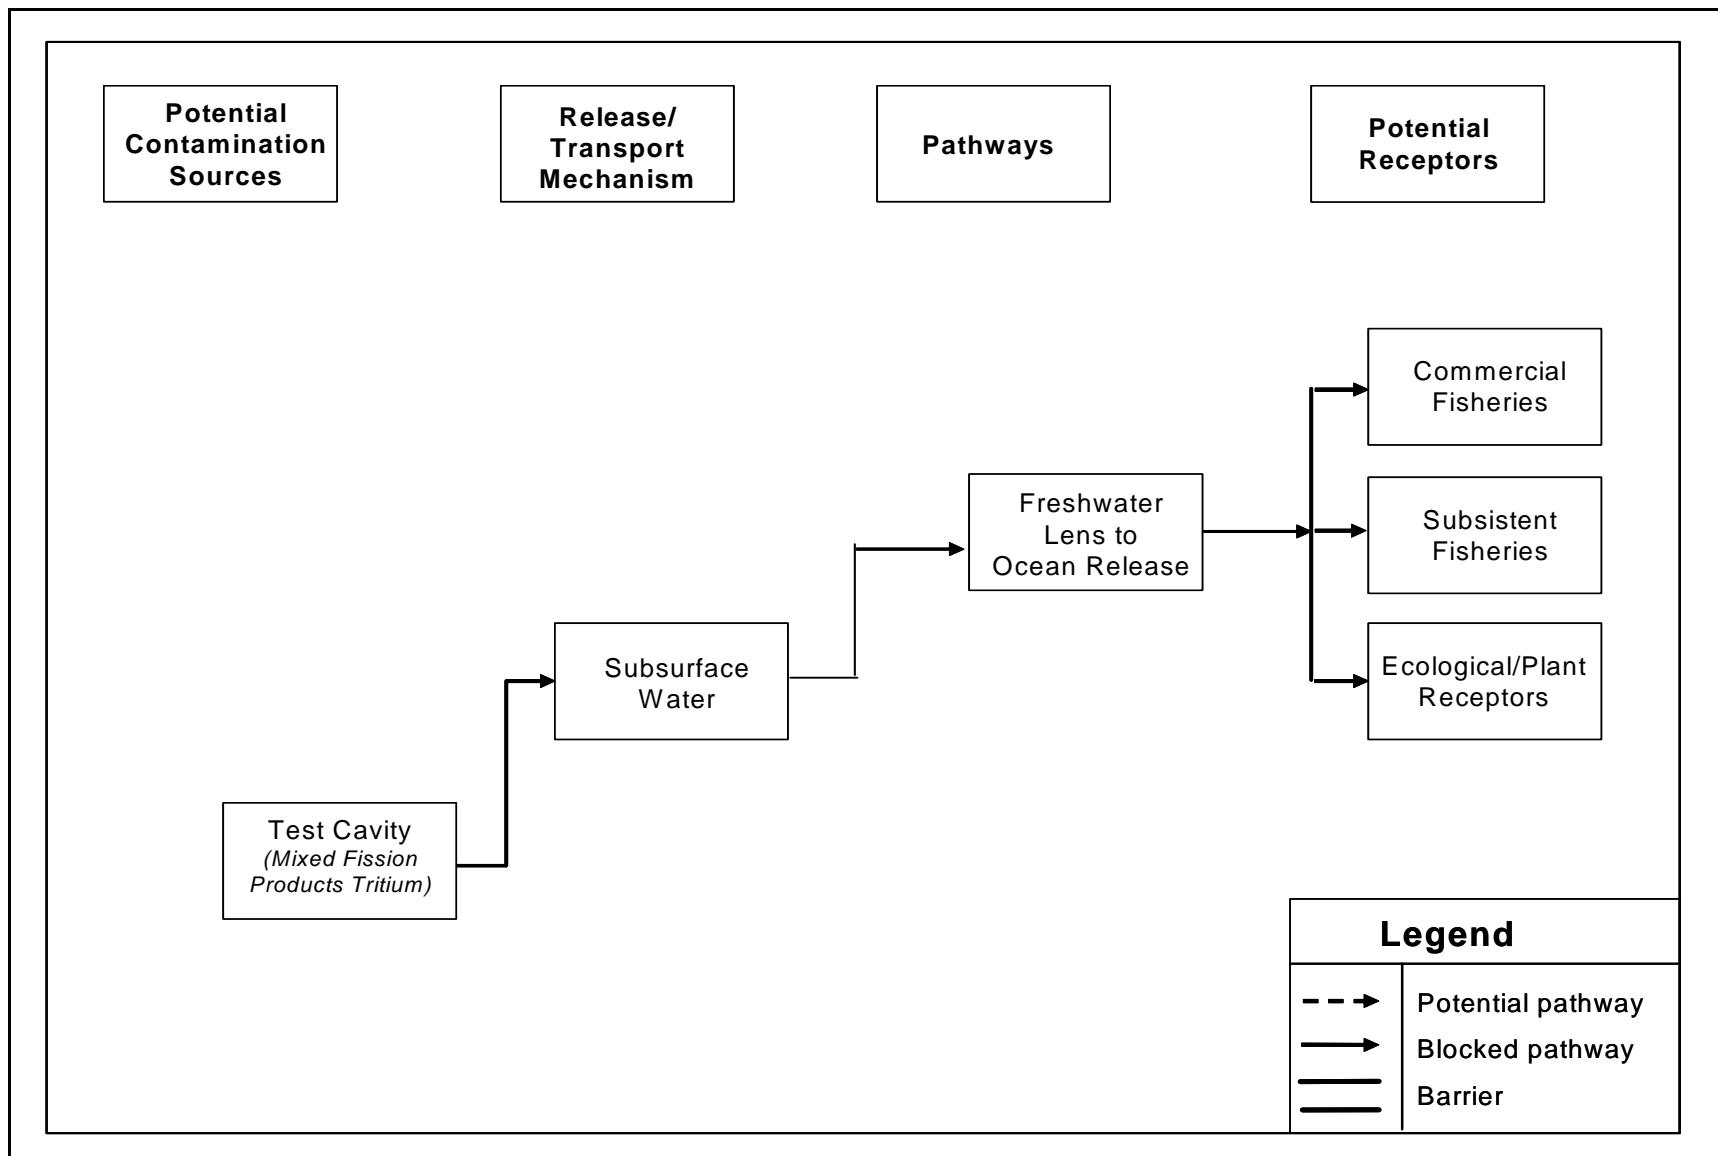 Potential
Contamination
Sources
Release/
Transport
Mechanism
Pathways
Potential
Receptors
Commercial
Fisheries
Freshwater
Lens to
Ocean Release
Subsistent
Fisheries
Subsurface
Water
Ecological/Plant
Receptors
Test Cavity
(Mixed Fission
Products Tritium)
Legend
Potential pathway
Blocked pathway
Barrier